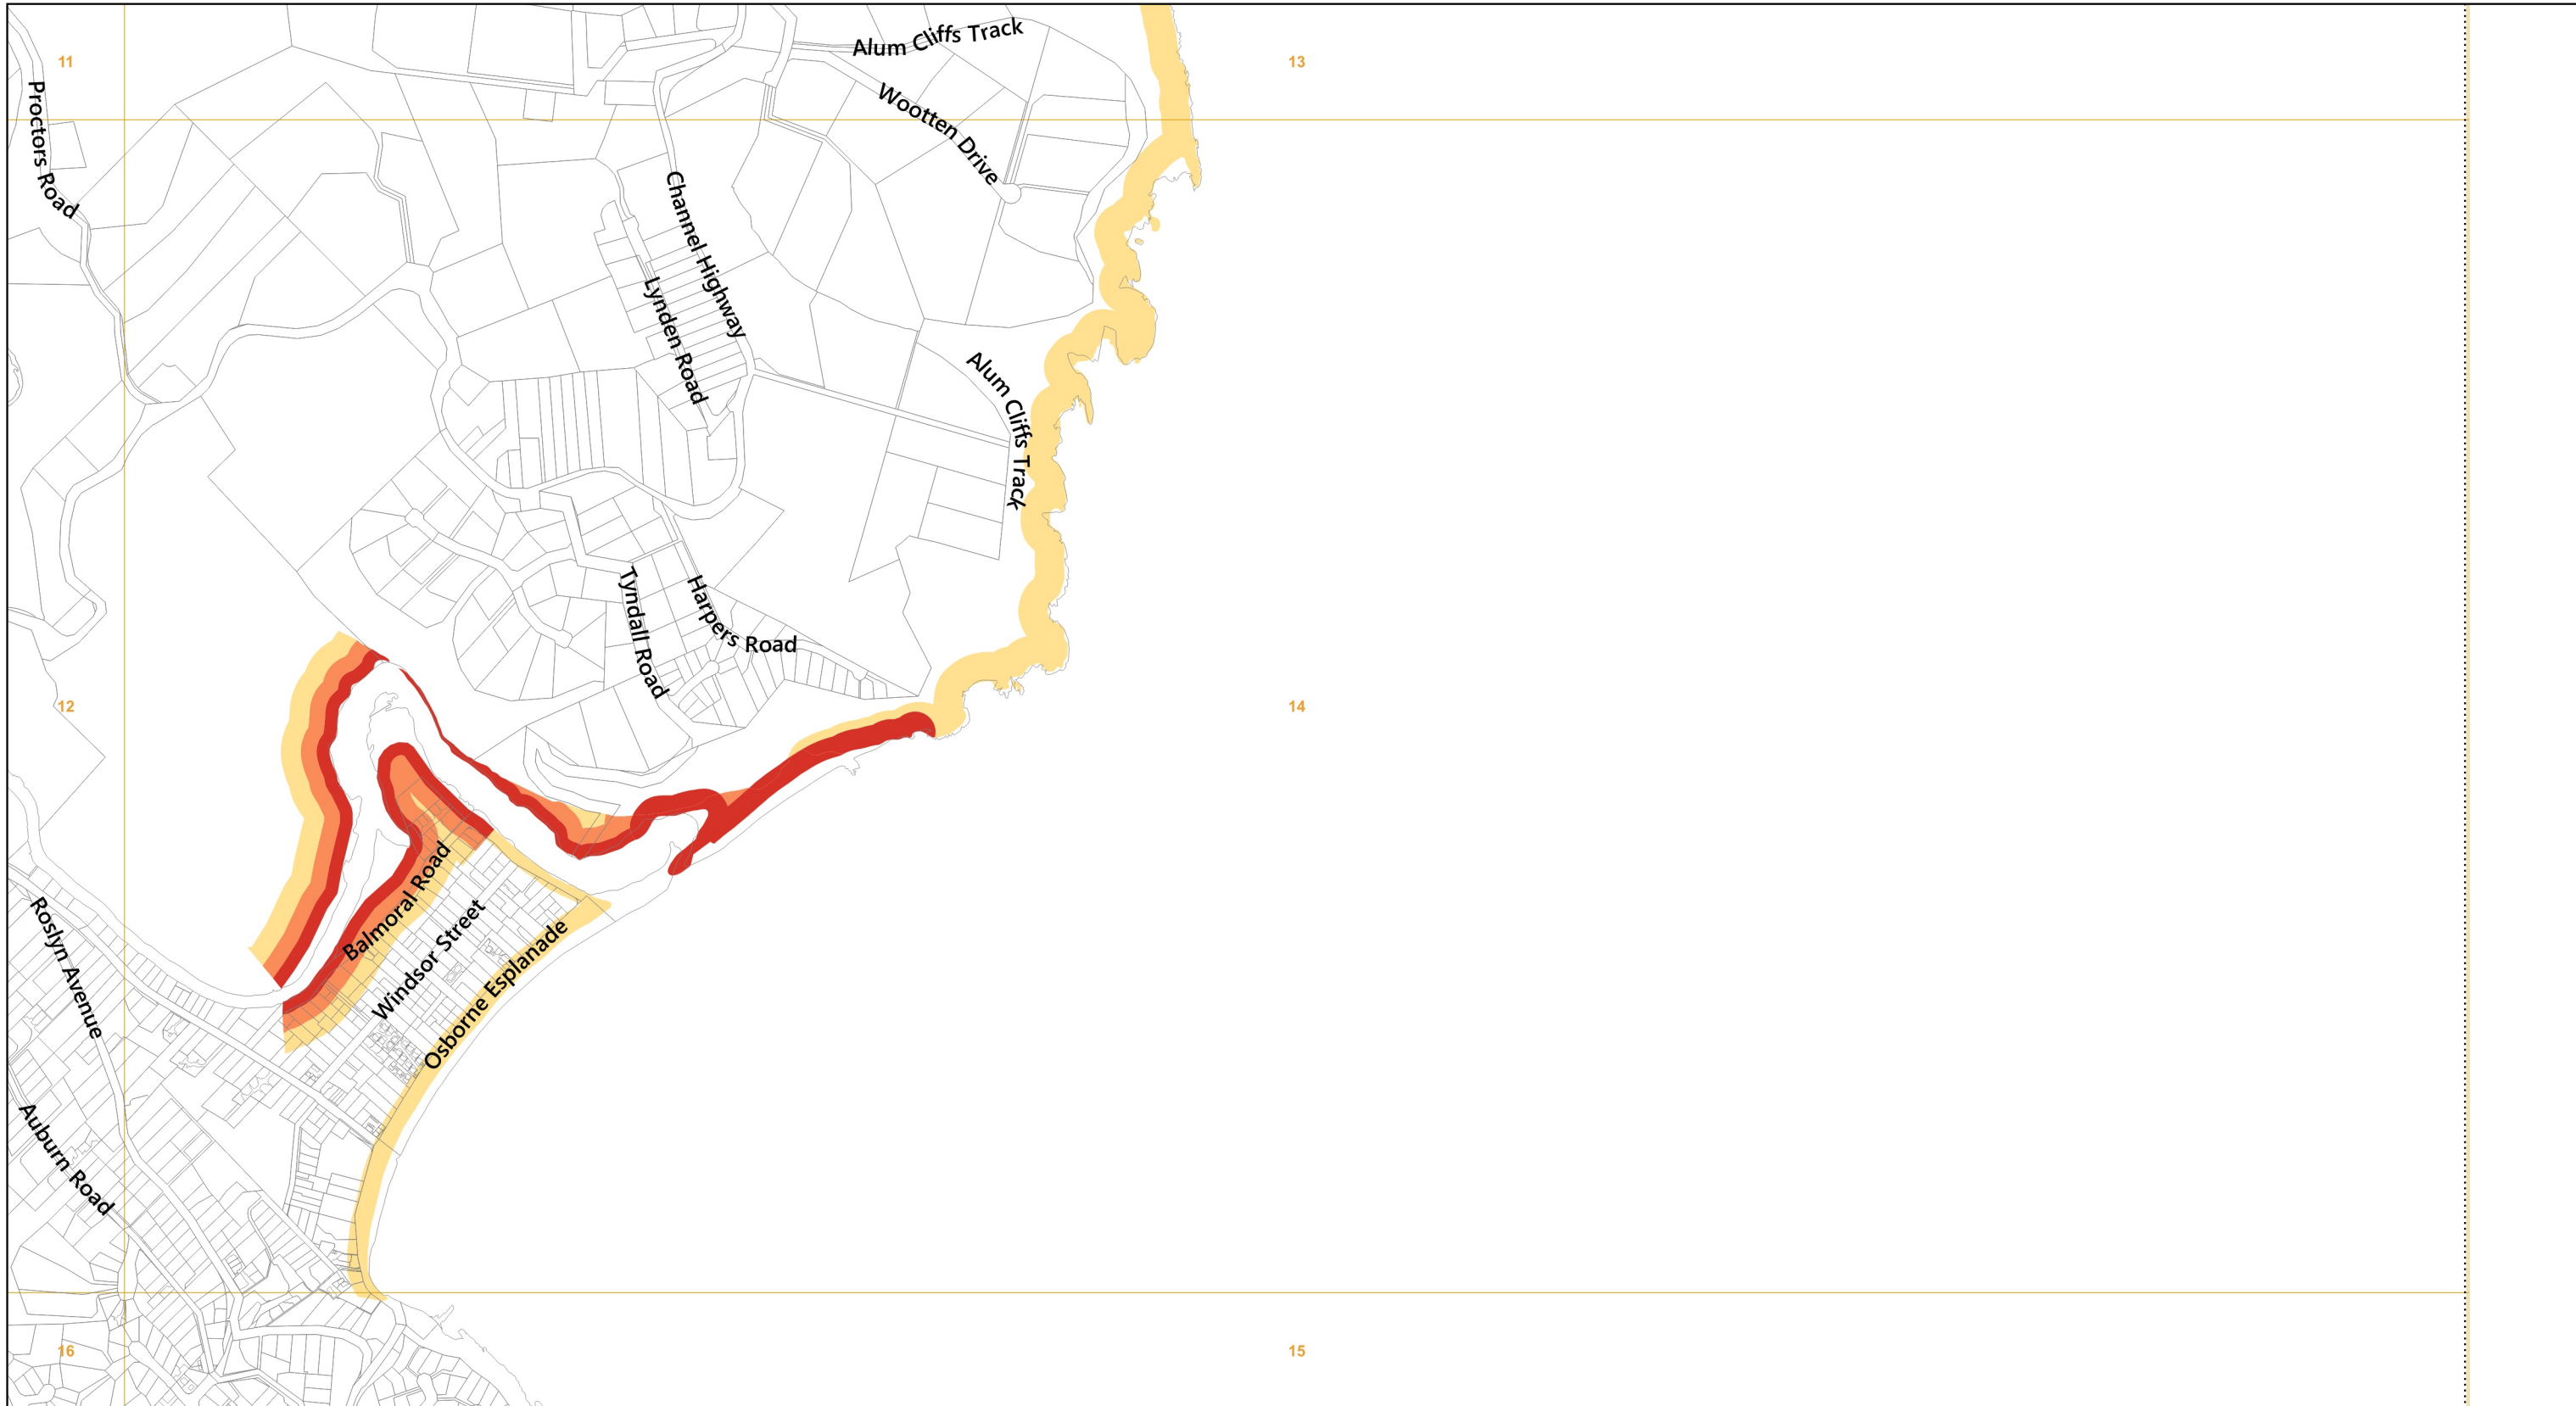 Alum Cliffs Track
11
13
Proctors Road
Wootten Drive
Channel Highway
Lynden Road
Alum Cliffs Track
Tyndall Road
Harpers Road
12
14
Balmoral Road
Roslyn Avenue
Windsor Street
Osborne Esplanade
Auburn Road
16
15